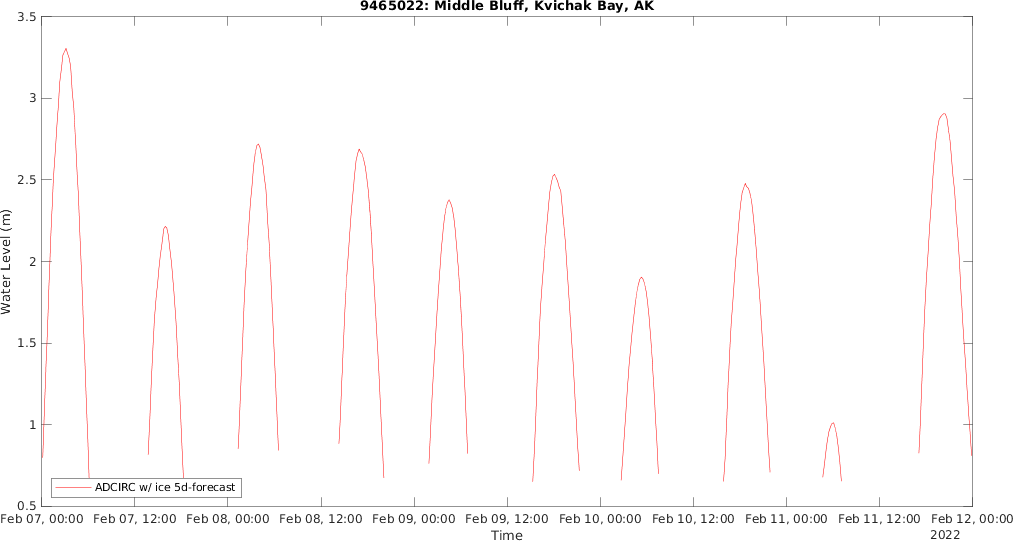 9465022: Middle Bluff, Kvichak Bay, AK
3.5
3
2.5
2
1.5
1
0.5
Water Level (m)
ADCIRC w/ ice 5d-forecast
Feb 07, 00:00 Feb 07, 12:00 Feb 08, 00:00 Feb 08, 12:00 Feb 09, 00:00 Feb 09, 12:00 Feb 10, 00:00 Feb 10, 12:00 Feb 11, 00:00 Feb 11, 12:00 Feb 12, 00:00
Time
2022